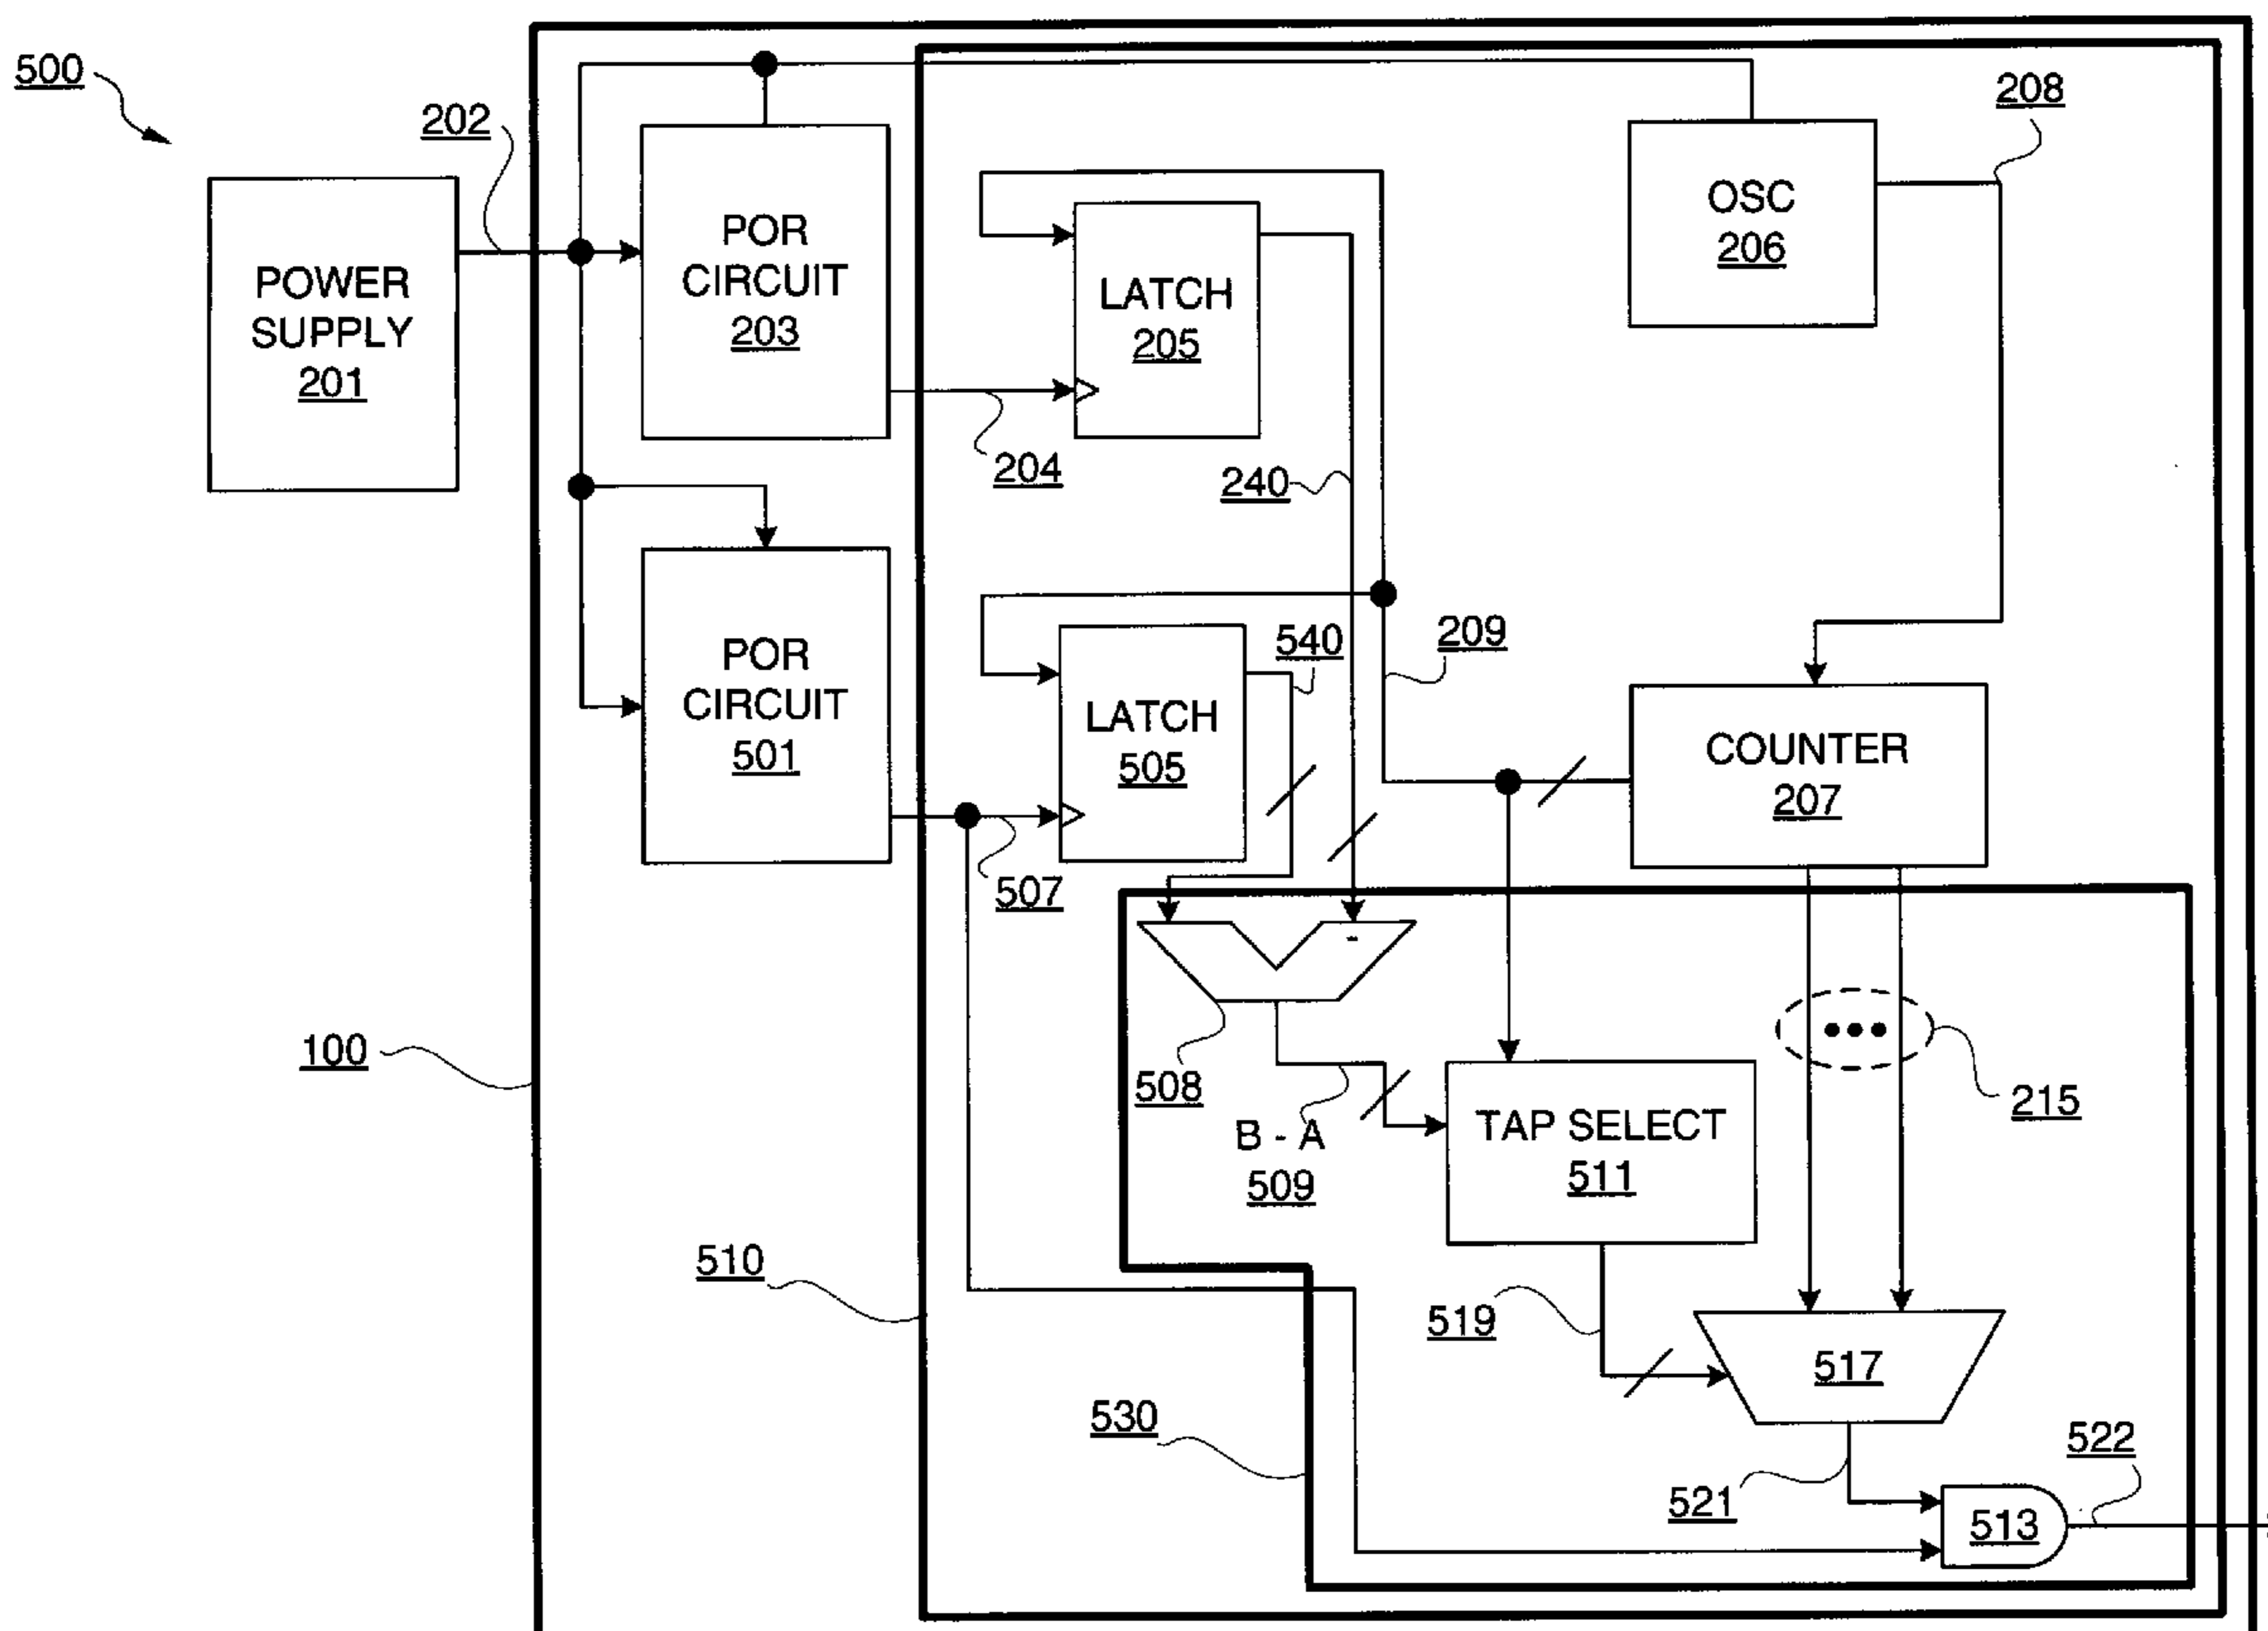 500
202
208
POWER
SUPPLY
201
POR
CIRCUIT
203
LATCH
205
OSC
206
204
240
POR
CIRCUIT
501
540
209
LATCH
505
COUNTER
207
507
-
100
508
B - A
509
TAP SELECT
511
215
510
519
517
530
521
522
513